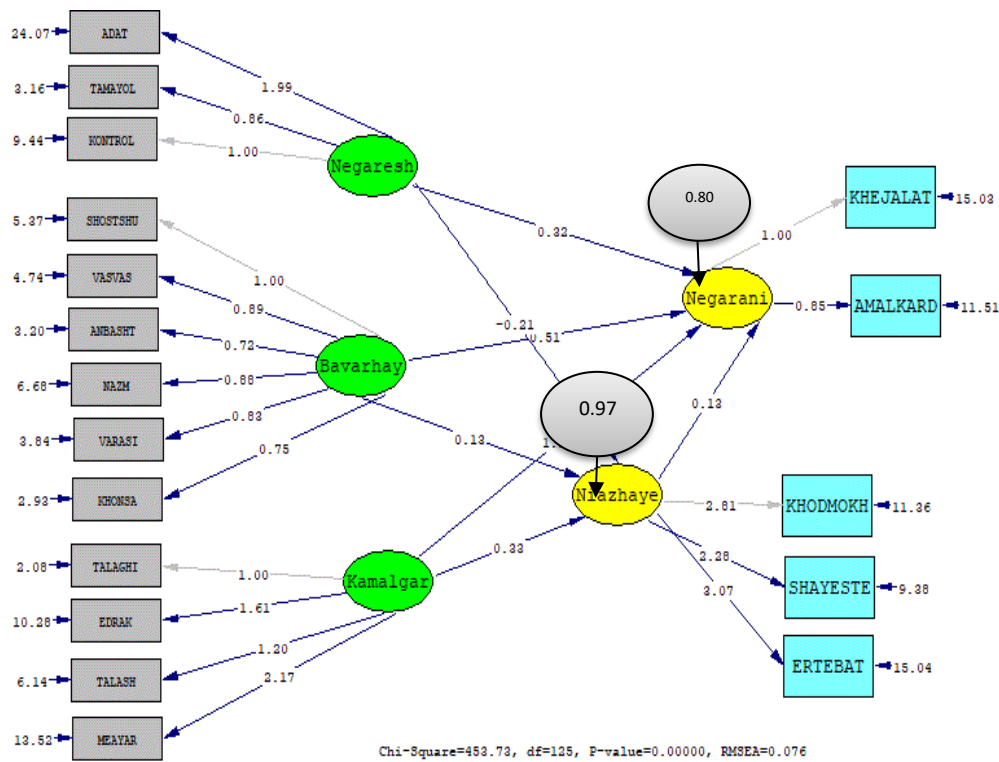 24.07 ADAT
3.16 TAMAYOL
9.44 KONTROL
5.37 SHOSTSHU
4.74 VASVAS
3.20 ANBASHT
6.68 NAZM
3.84 VARASI
2.93 KHONSA
2.08 TALAGHI
10.28 EDRAK
6.14 TALASH
13.52 MEAYAR
1.99
0.86
1.00
1.00
0.89
0.72
0.88
0.83
0.75
1.00
1.61
1.20
2.17
Negaresh
Bavarhay
Kamalgar
0.32
-0.21
0.51
0.13
0.33
0.80
0.97
Negarani
Niazhaye
0.13
1.00
0.85
2.81
2.28
3.07
KHEJALAT 15.03
AMALKARD 11.51
KHODMOKH 11.36
SHAYESTE 9.38
ERTEBAT 15.04
Chi-Square=453.73, df=125, P-value=0.00000, RMSEA=0.076